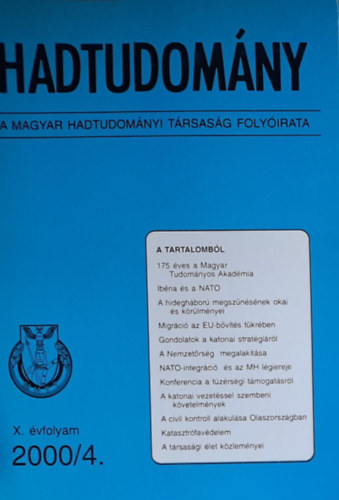 HADTUDOMÁNY
A MAGYAR HADTUDOMÁNYI TÁRSASÁG FOLYÓIRATA
A TARTALOMBÓL
175 éves a Magyar
Tudományos Akadémia
Ibéria és a NATO
A hidegháború megszűnésének okai
és körülményei
Migráció az EU-bővítés tükrében
Gondolatok a katonai stratégiáról
A Nemzetőrség megalakítása
NATO-integráció és az MH légiereje
Konferencia a tűzérségi támogatásról
A katonai vezetéssel szembeni
követelmények
A civil kontroll alakulása Olaszországban
Katasztrófavédelem
A társasági élet közleményei
X. évfolyam
2000/4.